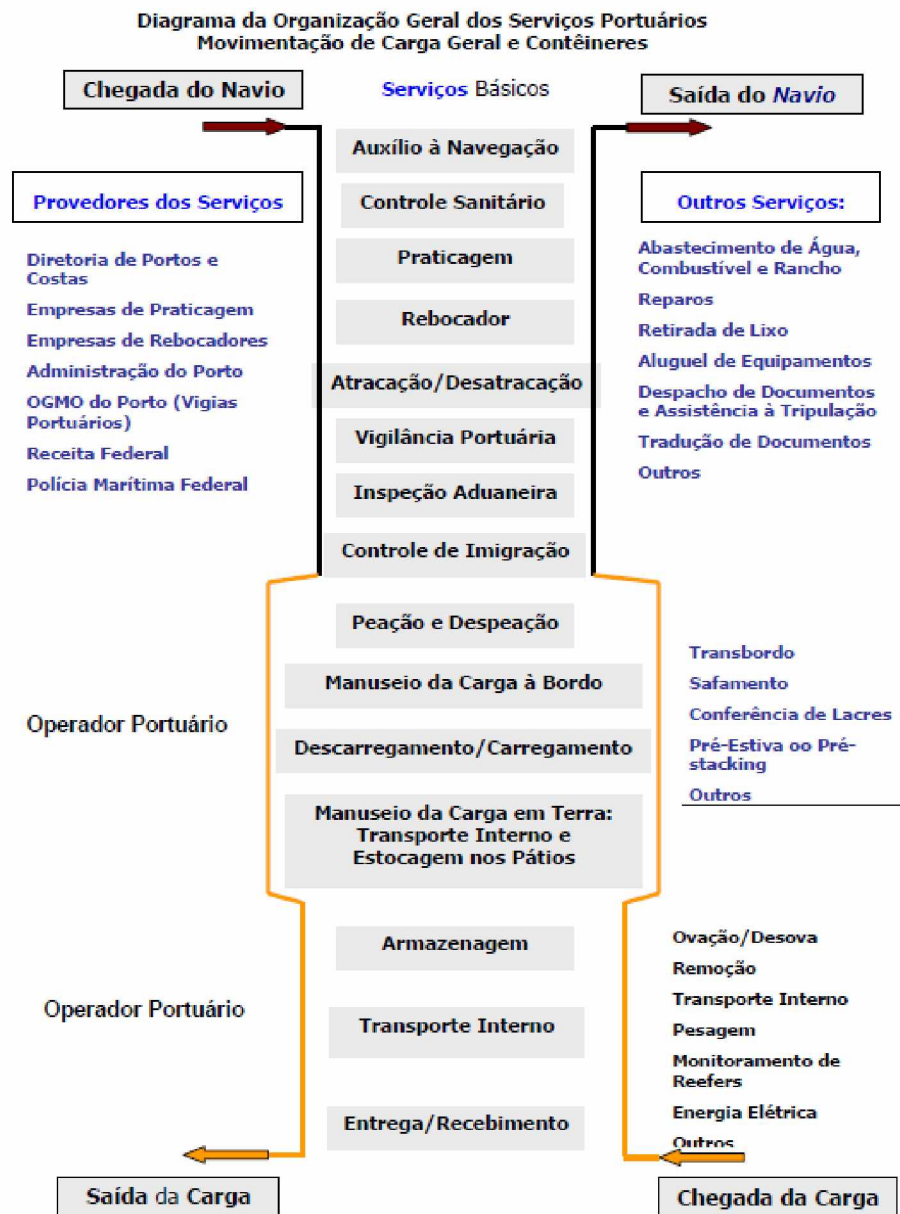 Diagrama da Organização Geral dos Serviços Portuários
Movimentação de Carga Geral e Contêineres
Chegada do Navio
Serviços Básicos
Saída do Navio
Provedores dos Serviços
Diretoria de Portos e
Costas
Empresas de Praticagem
Empresas de Rebocadores
Administração do Porto
OGMO do Porto (Vigias
Portuários)
Receita Federal
Polícia Marítima Federal
Auxílio à Navegação
Controle Sanitário
Praticagem
Rebocador
Atracação/Desatracação
Vigilância Portuária
Inspeção Aduaneira
Controle de Imigração
Outros Serviços:
Abastecimento de Água,
Combustível e Rancho
Reparos
Retirada de Lixo
Aluguel de Equipamentos
Despacho de Documentos
e Assistência à Tripulação
Tradução de Documentos
Outros
Operador Portuário
Peação e Despeação
Manuseio da Carga à Bordo
Descarregamento/Carregamento
Manuseio da Carga em Terra:
Transporte Interno e
Estocagem nos Pátios
Transbordo
Safamento
Conferência de Lacres
Pré-Estiva oo Pré-
stacking
Outros
Operador Portuário
Armazenagem
Transporte Interno
Entrega/Recebimento
Ovação/Desova
Remoção
Transporte Interno
Pesagem
Monitoramento de
Reefers
Energia Elétrica
Outros
Saída da Carga
Chegada da Carga